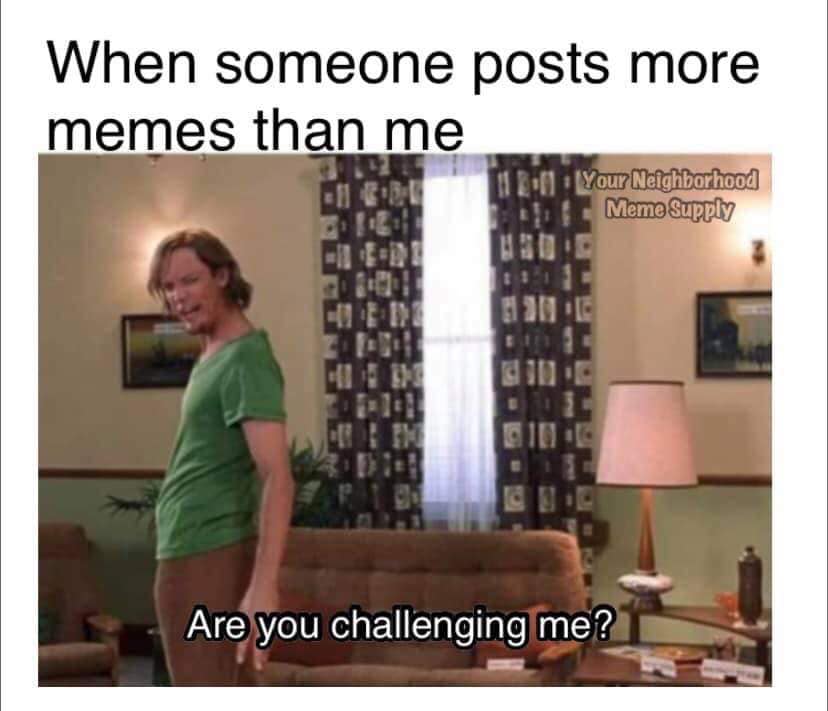 When someone posts more
memes than me
Your Neighborhood
Meme Supply
Are you challenging me?